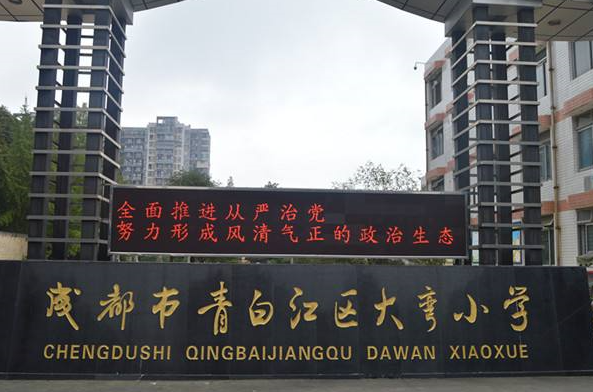 全面推进从严治党
努力形成风清气正的政治生态
成都市青白江区大弯小学
CHENGDUSHI QINGBAIJIANGQU DAWAN XIAOXUE